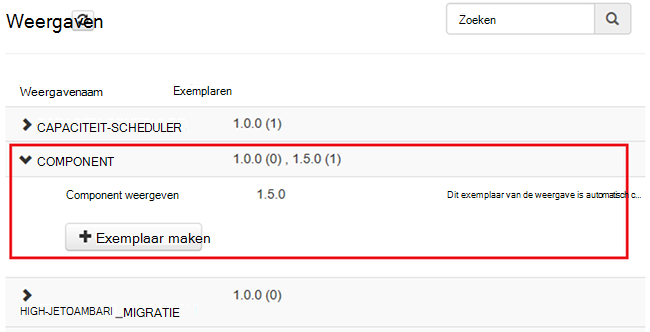 Weergaven
Zoeken
Weergavenaam Exemplaren
CAPACITEIT-SCHEDULER 1.0.0 (1)
COMPONENT 1.0.0 (0) , 1.5.0 (1)
Component weergeven 1.5.0 Dit exemplaar van de weergave is automatisch c...
Exemplaar maken
1.0.0 (0)
HIGH-JETOAMBARI _MIGRATIE